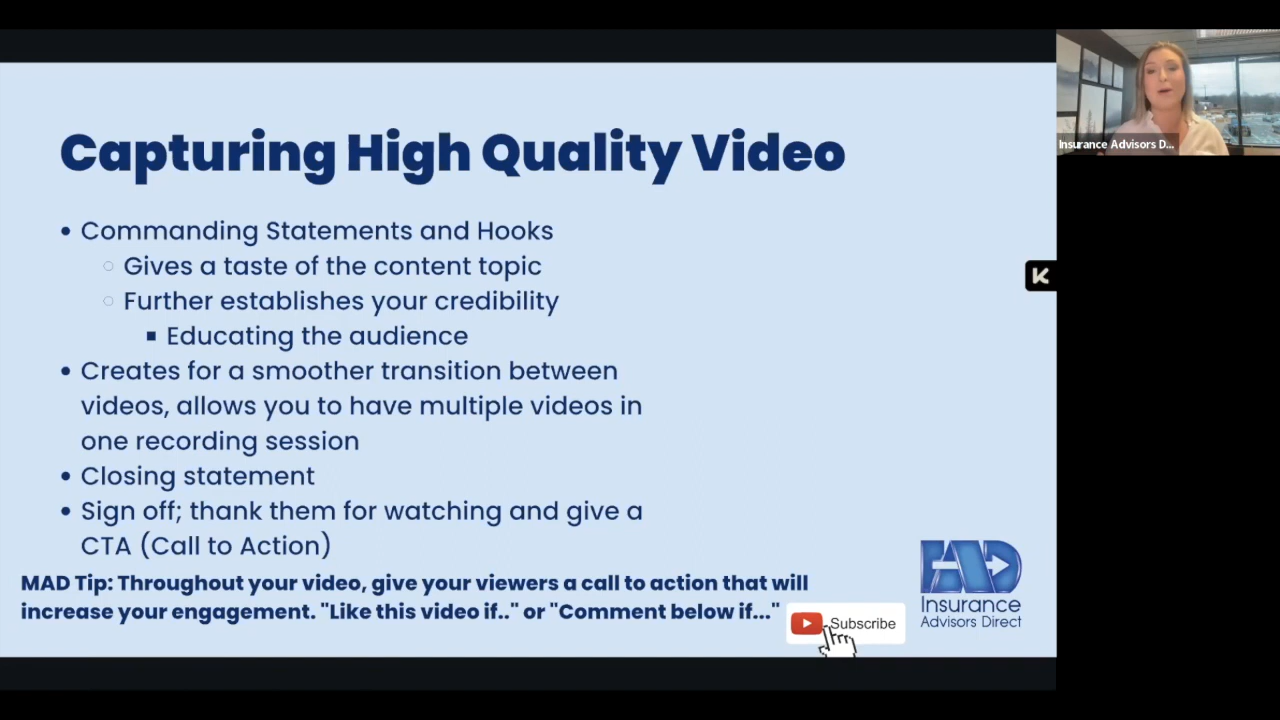 Capturing High Quality Video
Commanding Statements and Hooks
Gives a taste of the content topic
Further establishes your credibility
Educating the audience
Creates for a smoother transition between
videos, allows you to have multiple videos in
one recording session
Closing statement
Sign off; thank them for watching and give a
CTA (Call to Action)
MAD Tip: Throughout your video, give your viewers a call to action that will
increase your engagement. "Like this video if.." or "Comment below if..."
Subscribe
IAD
Insurance
Advisors Direct
Insurance Advisors D...
K